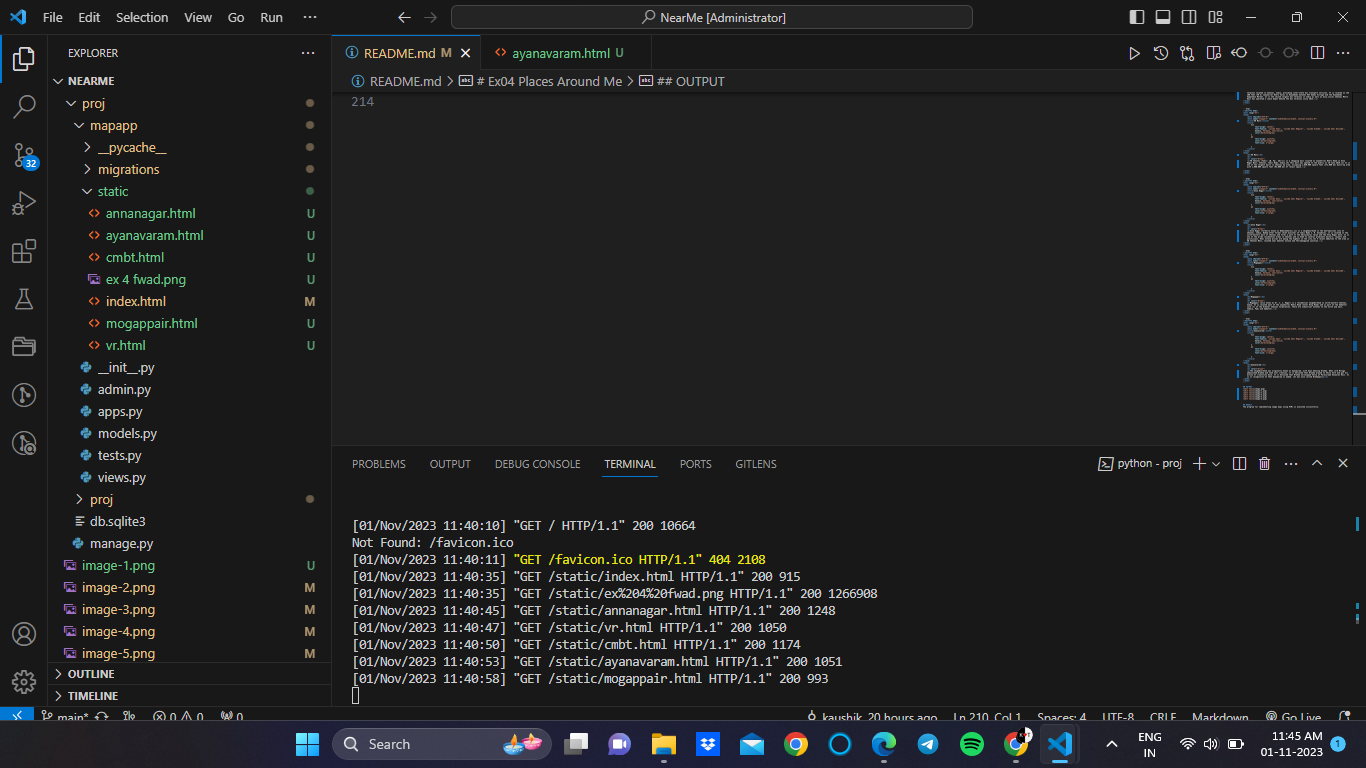 File Edit Selection View Go Run ··· NearMe [Administrator]
EXPLORER ···
NEARME
proj
mapapp
__pycache__
migrations
static
annanagar.html U
ayanavaram.html U
cmbt.html U
ex 4 fwad.png U
index.html M
mogappair.html U
vr.html U
__init__.py
admin.py
apps.py
models.py
tests.py
views.py
proj
db.sqlite3
manage.py
image-1.png U
image-2.png M
image-3.png M
image-4.png M
image-5.png M
OUTLINE
TIMELINE
32
README.md M ayanavaram.html U
README.md > # Ex04 Places Around Me > ## OUTPUT
214
PROBLEMS OUTPUT DEBUG CONSOLE TERMINAL PORTS GITLENS python - proj
[01/Nov/2023 11:40:10] "GET / HTTP/1.1" 200 10664
Not Found: /favicon.ico
[01/Nov/2023 11:40:11] "GET /favicon.ico HTTP/1.1" 404 2108
[01/Nov/2023 11:40:35] "GET /static/index.html HTTP/1.1" 200 915
[01/Nov/2023 11:40:35] "GET /static/ex%204%20fwad.png HTTP/1.1" 200 1266908
[01/Nov/2023 11:40:45] "GET /static/annanagar.html HTTP/1.1" 200 1248
[01/Nov/2023 11:40:47] "GET /static/vr.html HTTP/1.1" 200 1050
[01/Nov/2023 11:40:50] "GET /static/cmbt.html HTTP/1.1" 200 1174
[01/Nov/2023 11:40:53] "GET /static/ayanavaram.html HTTP/1.1" 200 1051
[01/Nov/2023 11:40:58] "GET /static/mogappair.html HTTP/1.1" 200 993
main* 0 0 0 kaushik, 20 hours ago Ln 210, Col 1 Spaces: 4 UTF-8 CRLF Markdown Go Live
Search
ENG
IN
11:45 AM
01-11-2023
1